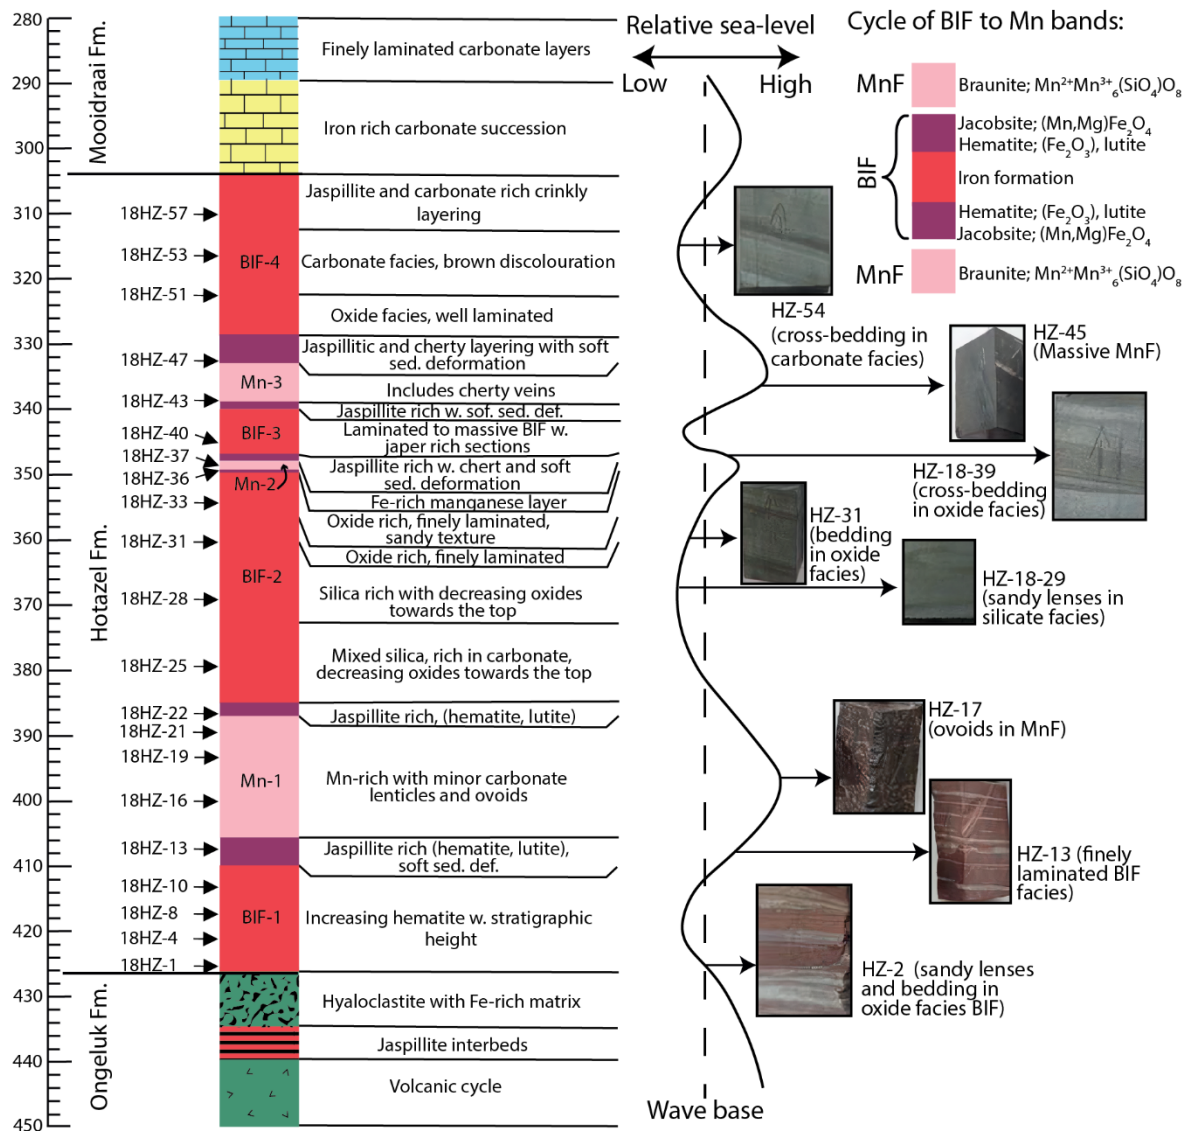 280
290
300
310
320
330
340
350
360
370
380
390
400
410
420
430
440
450
Mooidraai Fm.
Hotazel Fm.
Ongeluk Fm.
18HZ-57
18HZ-53
18HZ-51
18HZ-47
18HZ-43
18HZ-40
18HZ-37
18HZ-36
18HZ-33
18HZ-31
18HZ-28
18HZ-25
18HZ-22
18HZ-21
18HZ-19
18HZ-16
18HZ-13
18HZ-10
18HZ-8
18HZ-4
18HZ-1
BIF-4
Mn-3
BIF-3
Mn-2
BIF-2
Mn-1
BIF-1
Finely laminated carbonate layers
Iron rich carbonate succession
Jaspillite and carbonate rich crinkly
layering
Carbonate facies, brown discolouration
Oxide facies, well laminated
Jaspillitic and cherty layering with soft
sed. deformation
Includes cherty veins
Jaspillite rich w. sof. sed. def.
Laminated to massive BIF w.
japer rich sections
Jaspillite rich w. chert and soft
sed. deformation
Fe-rich manganese layer
Oxide rich, finely laminated,
sandy texture
Oxide rich, finely laminated
Silica rich with decreasing oxides
towards the top
Mixed silica, rich in carbonate,
decreasing oxides towards the top
Jaspillite rich, (hematite, lutite)
Mn-rich with minor carbonate
lenticles and ovoids
Jaspillite rich (hematite, lutite),
soft sed. def.
Increasing hematite w. stratigraphic
height
Hyaloclastite with Fe-rich matrix
Jaspillite interbeds
Volcanic cycle
Relative sea-level
Low High
Wave base
HZ-54
(cross-bedding in
carbonate facies)
HZ-45
(Massive MnF)
HZ-18-39
(cross-bedding
in oxide facies)
HZ-31
(bedding
in oxide
facies)
HZ-18-29
(sandy lenses in
silicate facies)
HZ-17
(ovoids in MnF)
HZ-13 (finely
laminated BIF
facies)
HZ-2 (sandy lenses
and bedding in
oxide facies BIF)
Cycle of BIF to Mn bands:
MnF Braunite; Mn²⁺Mn³⁺₆(SiO₄)O₈
BIF
Jacobsite; (Mn,Mg)Fe₂O₄
Hematite; (Fe₂O₃), lutite
Iron formation
Hematite; (Fe₂O₃), lutite
Jacobsite; (Mn,Mg)Fe₂O₄
MnF Braunite; Mn²⁺Mn³⁺₆(SiO₄)O₈